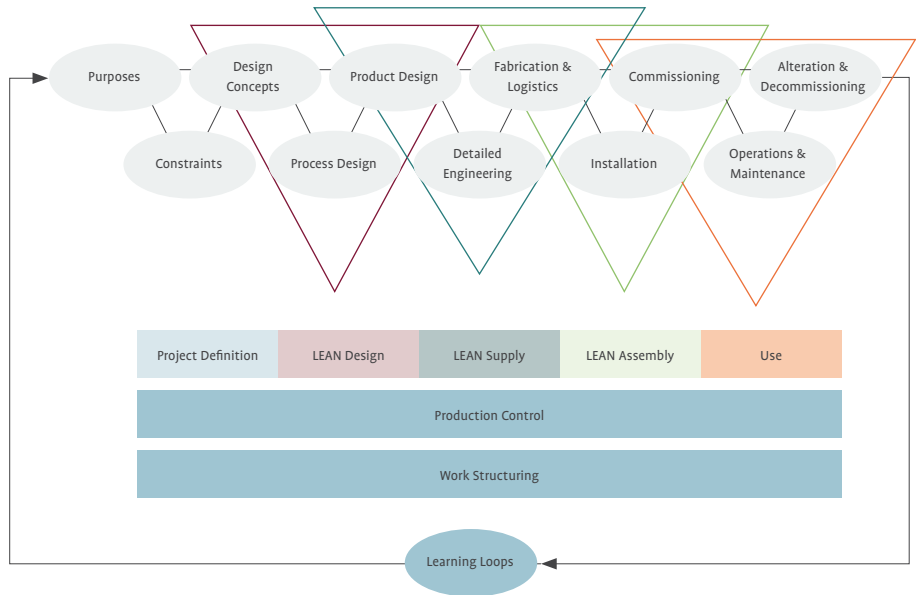 Purposes
Design
Concepts
Product Design
Fabrication &
Logistics
Commissioning
Alteration &
Decommissioning
Constraints
Process Design
Detailed
Engineering
Installation
Operations &
Maintenance
Project Definition
LEAN Design
LEAN Supply
LEAN Assembly
Use
Production Control
Work Structuring
Learning Loops